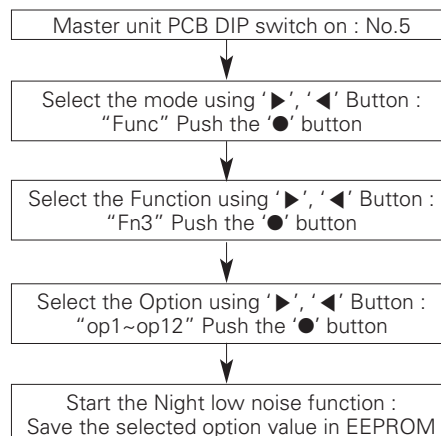 Master unit PCB DIP switch on : No.5
Select the mode using ‘▶’, ‘◀’ Button :
“Func” Push the ‘●’ button
Select the Function using ‘▶’, ‘◀’ Button :
“Fn3” Push the ‘●’ button
Select the Option using ‘▶’, ‘◀’ Button :
“op1~op12” Push the ‘●’ button
Start the Night low noise function :
Save the selected option value in EEPROM